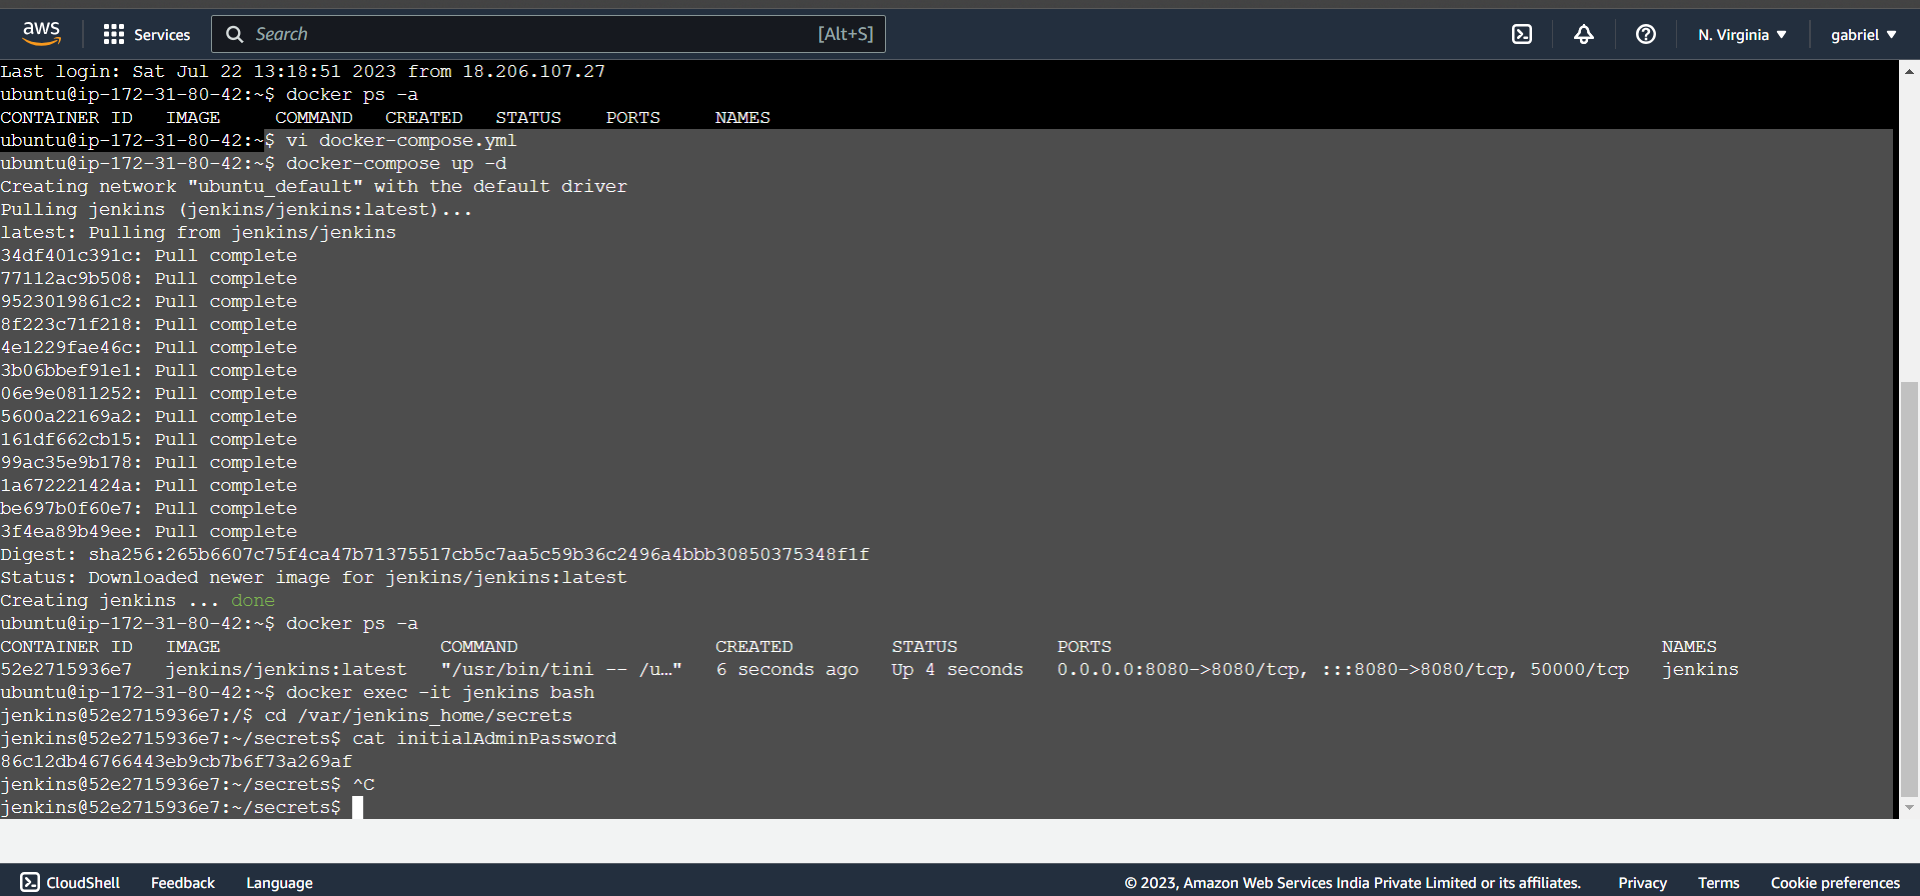 aws Services Search [Alt+S] N. Virginia ▼ gabriel ▼
Last login: Sat Jul 22 13:18:51 2023 from 18.206.107.27
ubuntu@ip-172-31-80-42:~$ docker ps -a
CONTAINER ID IMAGE COMMAND CREATED STATUS PORTS NAMES
ubuntu@ip-172-31-80-42:~$ vi docker-compose.yml
ubuntu@ip-172-31-80-42:~$ docker-compose up -d
Creating network "ubuntu_default" with the default driver
Pulling jenkins (jenkins/jenkins:latest)...
latest: Pulling from jenkins/jenkins
34df401c391c: Pull complete
77112ac9b508: Pull complete
9523019861c2: Pull complete
8f223c71f218: Pull complete
4e1229fae46c: Pull complete
3b06bbef91e1: Pull complete
06e9e0811252: Pull complete
5600a22169a2: Pull complete
161df662cb15: Pull complete
99ac35e9b178: Pull complete
1a672221424a: Pull complete
be697b0f60e7: Pull complete
3f4ea89b49ee: Pull complete
Digest: sha256:265b6607c75f4ca47b71375517cb5c7aa5c59b36c2496a4bbb30850375348f1f
Status: Downloaded newer image for jenkins/jenkins:latest
Creating jenkins ... done
ubuntu@ip-172-31-80-42:~$ docker ps -a
CONTAINER ID IMAGE COMMAND CREATED STATUS PORTS NAMES
52e2715936e7 jenkins/jenkins:latest "/usr/bin/tini -- /u…" 6 seconds ago Up 4 seconds 0.0.0.0:8080->8080/tcp, :::8080->8080/tcp, 50000/tcp jenkins
ubuntu@ip-172-31-80-42:~$ docker exec -it jenkins bash
jenkins@52e2715936e7:/$ cd /var/jenkins_home/secrets
jenkins@52e2715936e7:~/secrets$ cat initialAdminPassword
86c12db46766443eb9cb7b6f73a269af
jenkins@52e2715936e7:~/secrets$ ^C
jenkins@52e2715936e7:~/secrets$
CloudShell Feedback Language © 2023, Amazon Web Services India Private Limited or its affiliates. Privacy Terms Cookie preferences